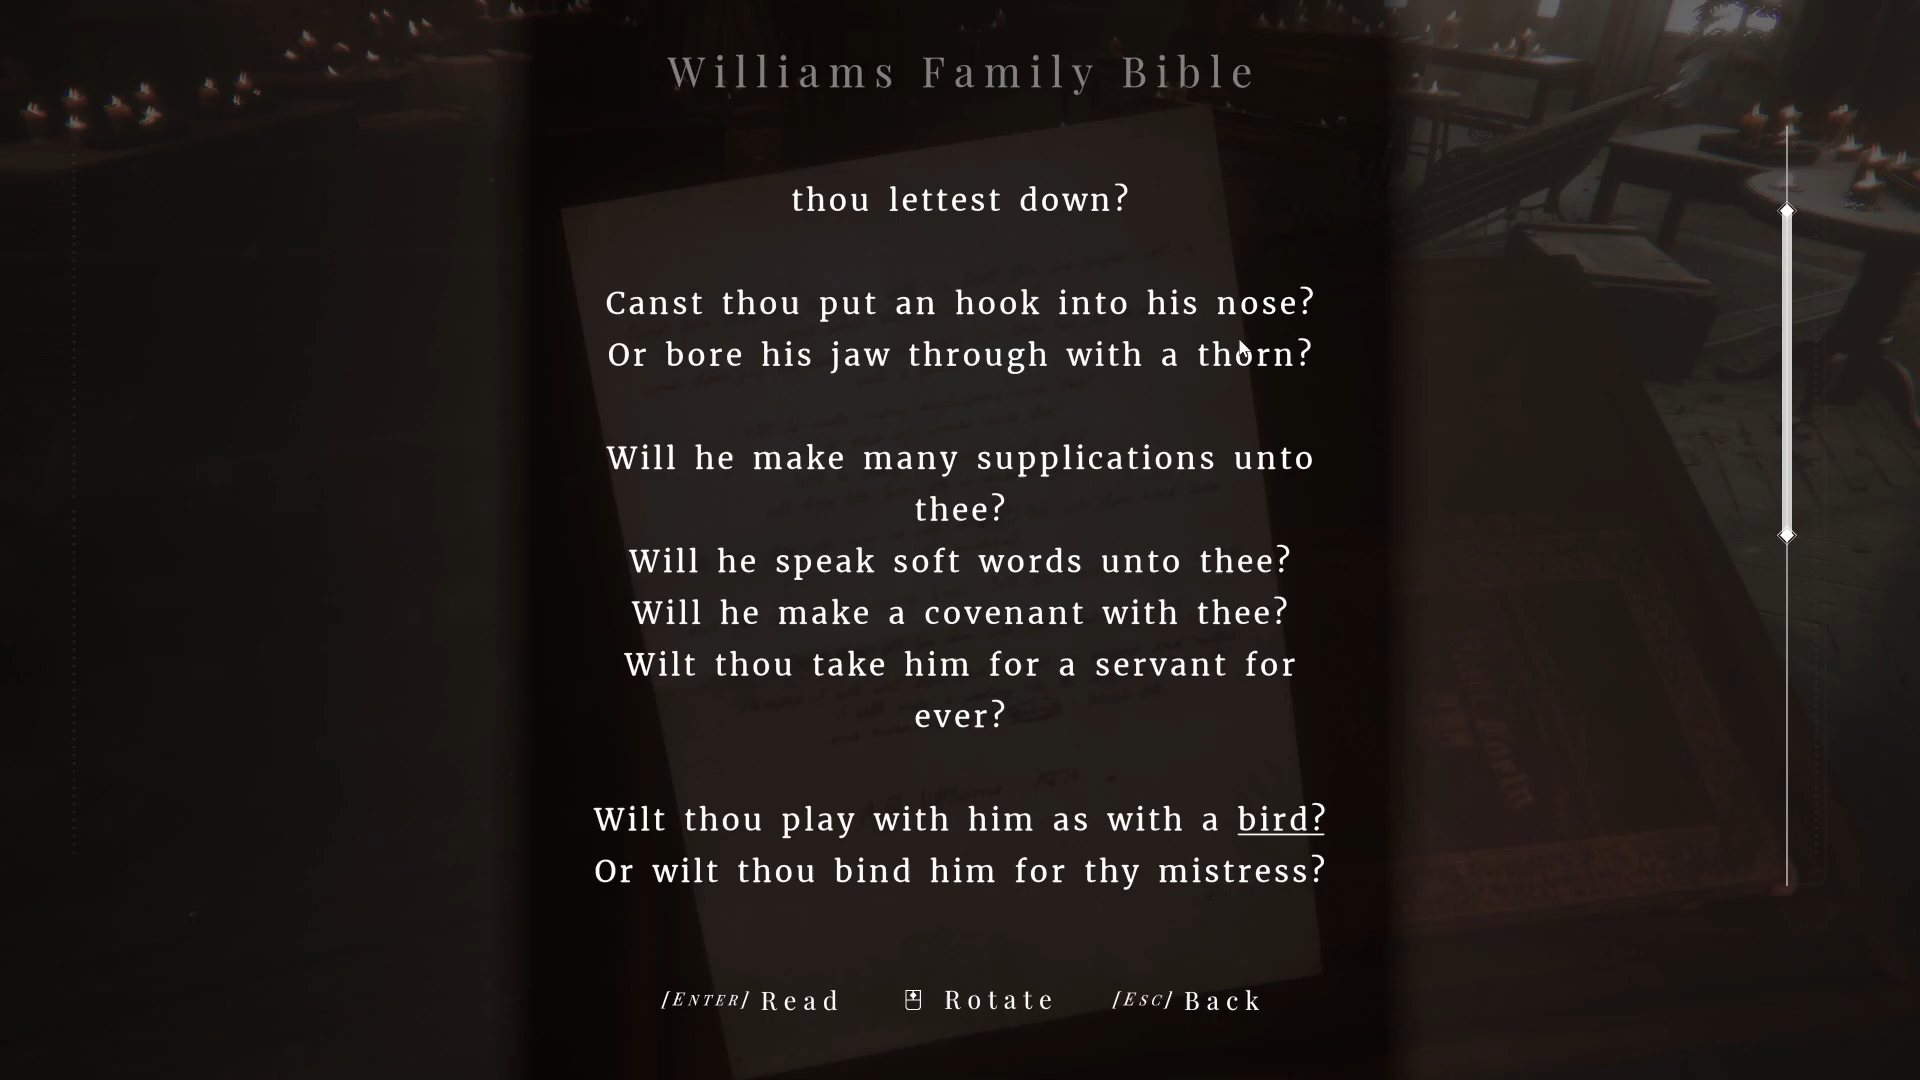 Williams Family Bible
thou lettest down?
Canst thou put an hook into his nose?
Or bore his jaw through with a thorn?
Will he make many supplications unto
thee?
Will he speak soft words unto thee?
Will he make a covenant with thee?
Wilt thou take him for a servant for
ever?
Wilt thou play with him as with a bird?
Or wilt thou bind him for thy mistress?
[ENTER] Read Rotate [ESC] Back